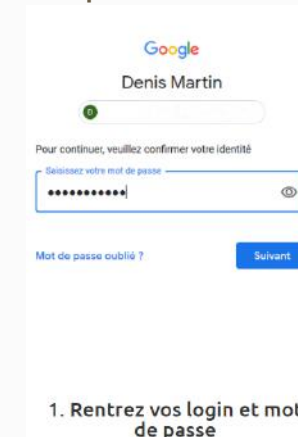 Google
Denis Martin
D
Pour continuer, veuillez confirmer votre identité
Saisissez votre mot de passe
•••••••••••
Mot de passe oublié ?
Suivant
1. Rentrez vos login et mot
de passe